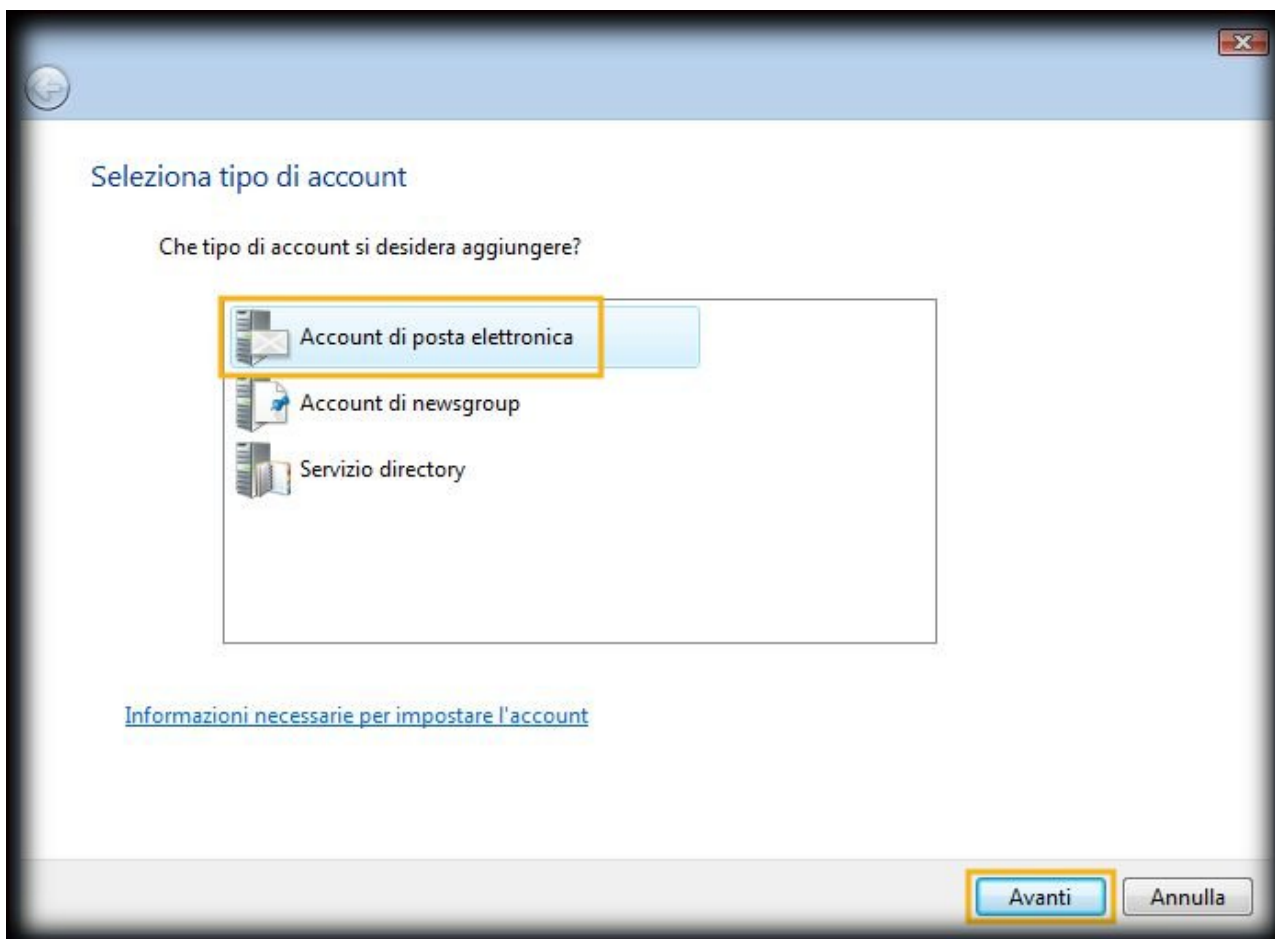 Seleziona tipo di account
Che tipo di account si desidera aggiungere?
Account di posta elettronica
Account di newsgroup
Servizio directory
Informazioni necessarie per impostare l'account
Avanti
Annulla